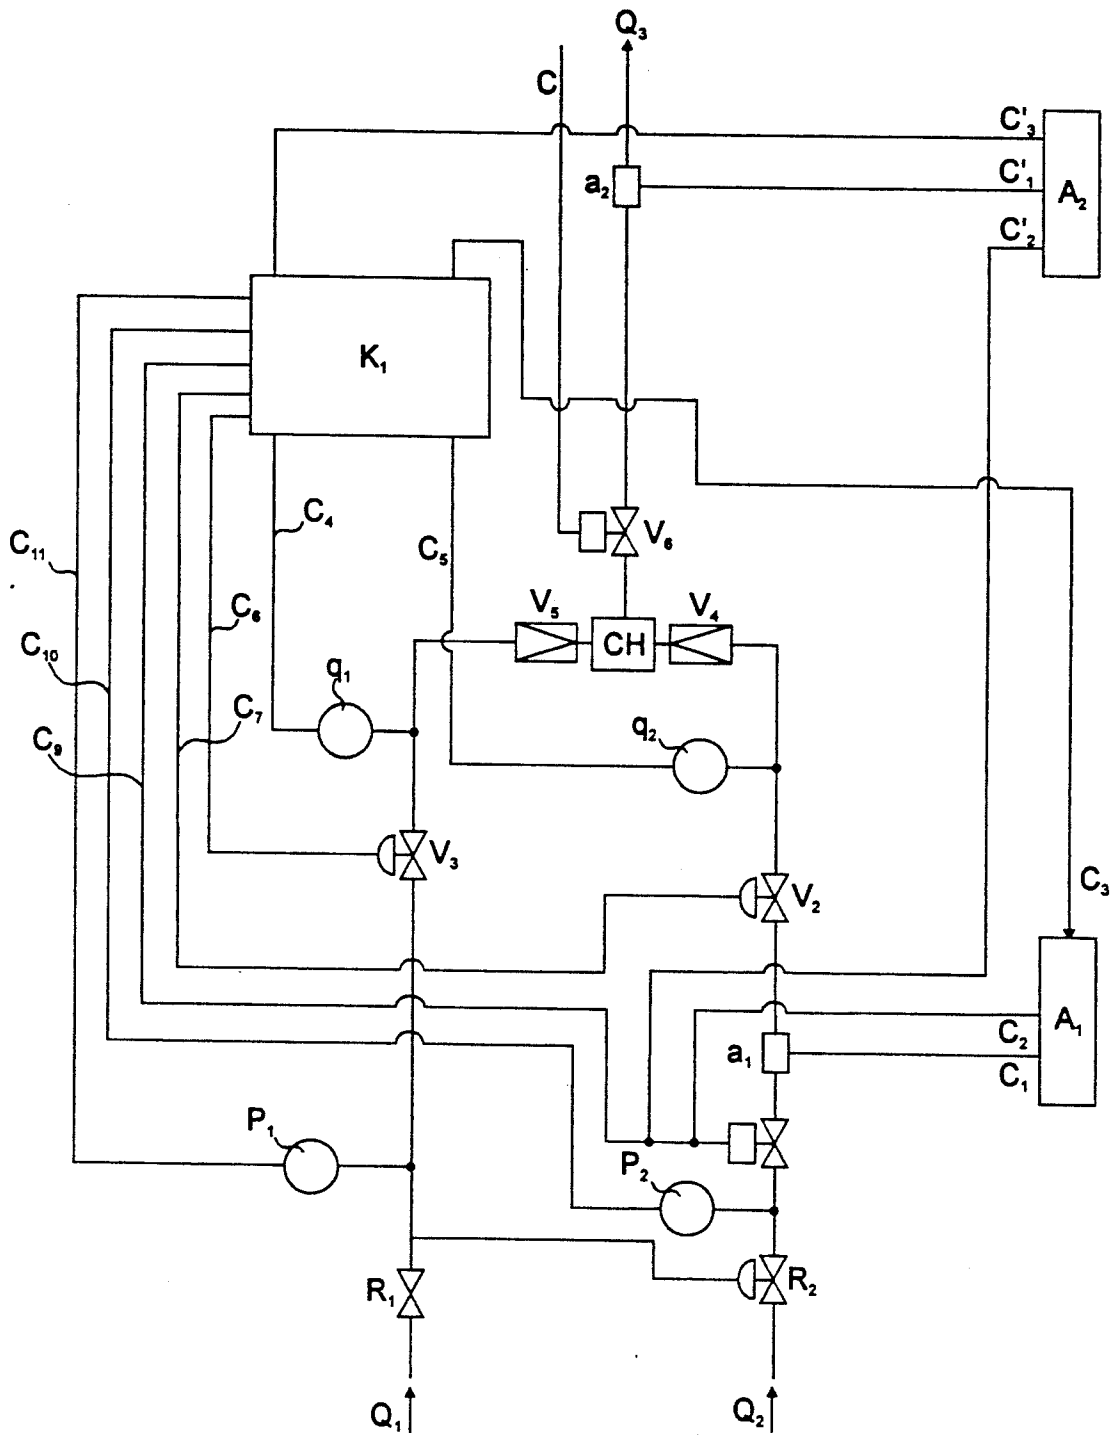 Q₃
C
C'₃
a₂
C'₁
A₂
C'₂
K₁
C₄
C₁₁
C₅
V₆
C₆
V₅
V₄
CH
C₁₀
q₁
C₇
q₂
C₉
V₃
C₃
V₂
A₁
C₂
a₁
C₁
P₁
P₂
R₁
R₂
Q₁
Q₂